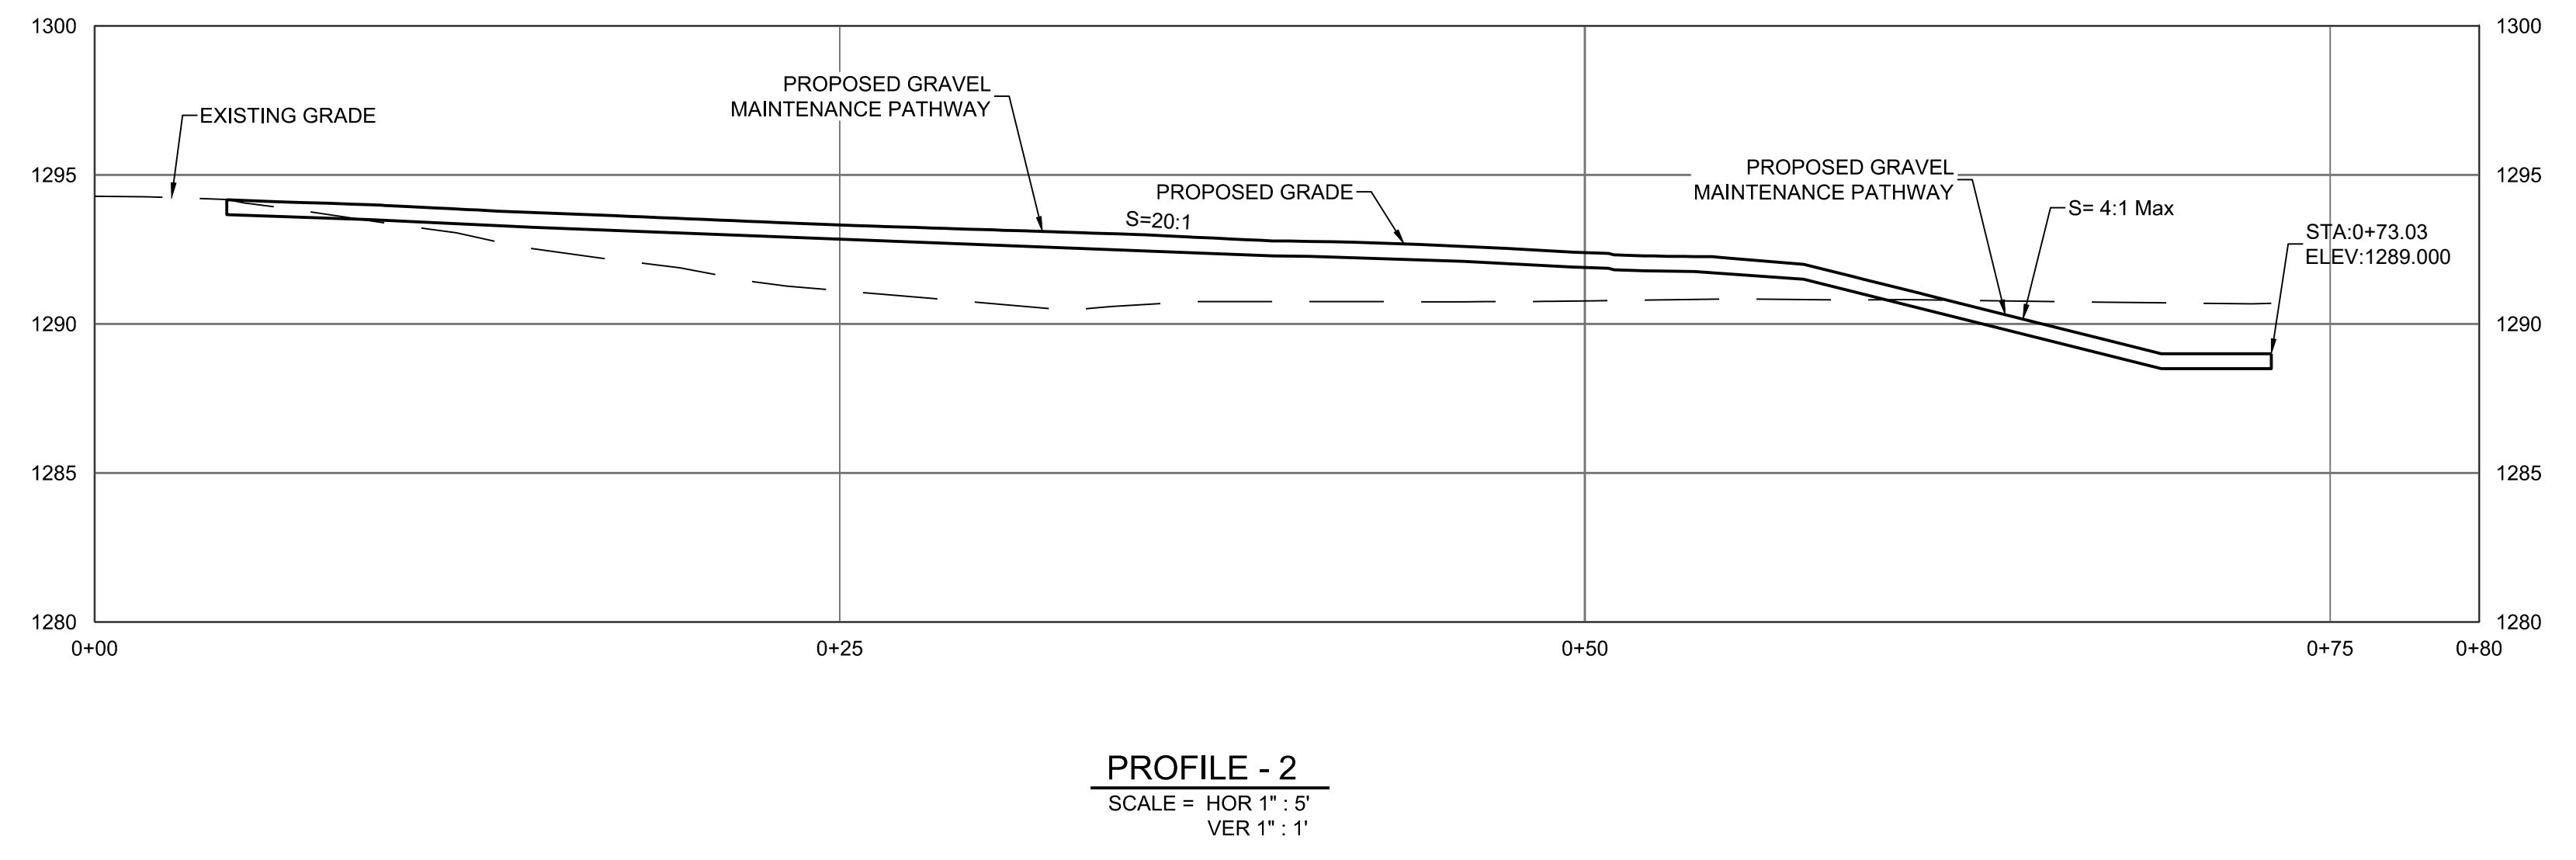 1300
1300
PROPOSED GRAVEL
MAINTENANCE PATHWAY
EXISTING GRADE
PROPOSED GRAVEL
MAINTENANCE PATHWAY
1295
1295
PROPOSED GRADE
S=20:1
S= 4:1 Max
STA:0+73.03
ELEV:1289.000
1290
1290
1285
1285
1280
1280
0+00
0+25
0+50
0+75
0+80
PROFILE - 2
SCALE = HOR 1" : 5'
VER 1" : 1'